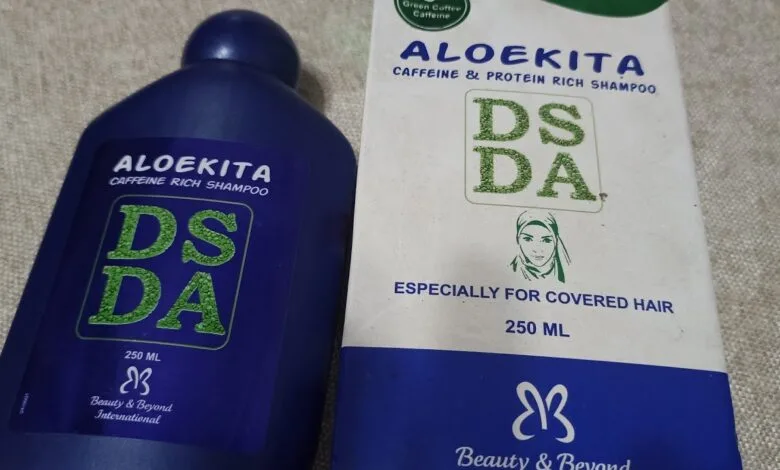 ALOEKITA
CAFFEINE RICH SHAMPOO
DS
DA
250 ML
Beauty & Beyond
International
Green Coffee
Caffeine
ALOEKITA
CAFFEINE & PROTEIN RICH SHAMPOO
DS
DA
ESPECIALLY FOR COVERED HAIR
250 ML
Beauty & Beyond